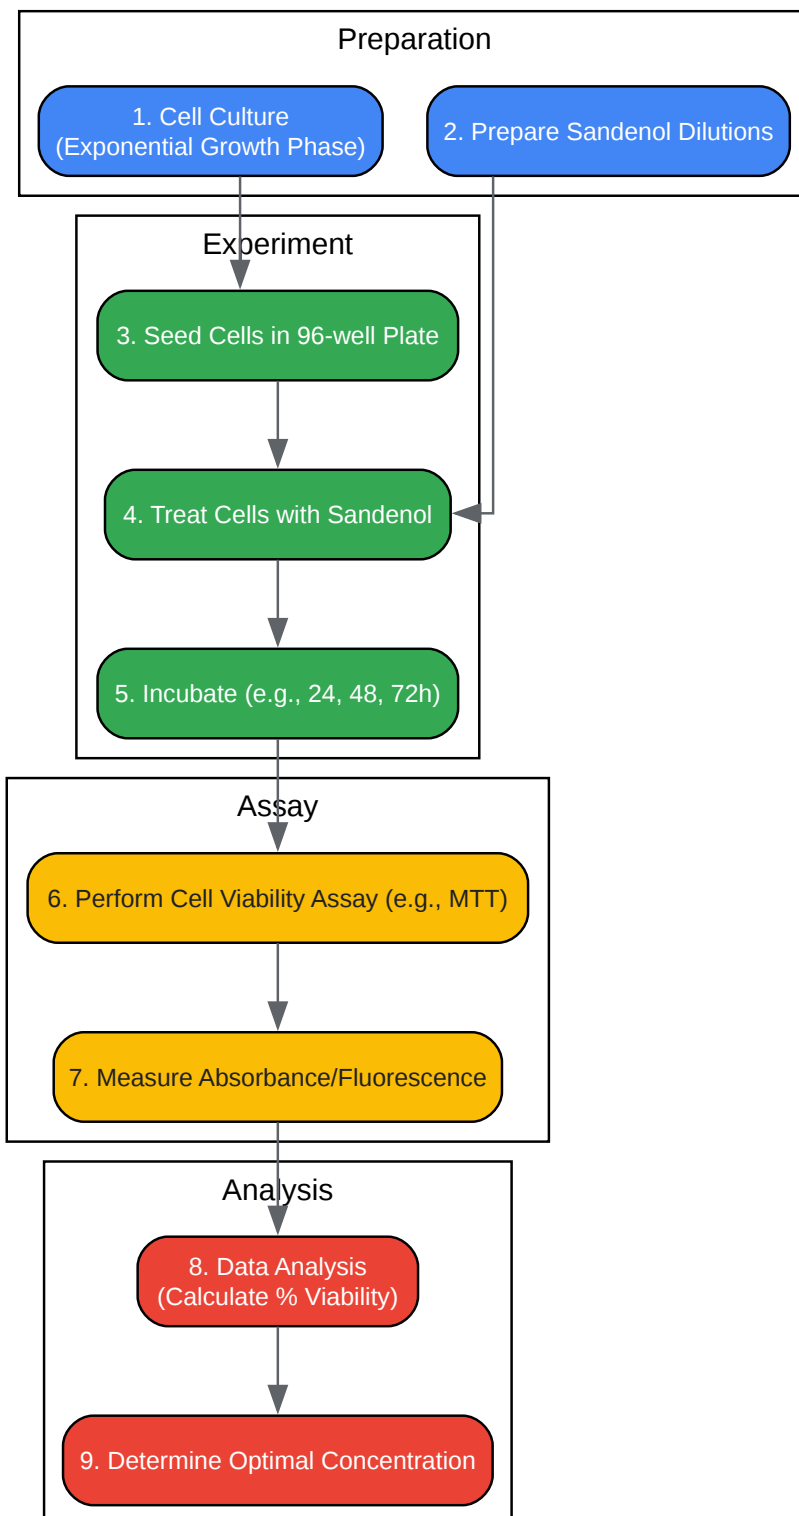 Preparation
1. Cell Culture
(Exponential Growth Phase)
2. Prepare Sandenol Dilutions
Experiment
3. Seed Cells in 96-well Plate
4. Treat Cells with Sandenol
5. Incubate (e.g., 24, 48, 72h)
Assay
6. Perform Cell Viability Assay (e.g., MTT)
7. Measure Absorbance/Fluorescence
Analysis
8. Data Analysis
(Calculate % Viability)
9. Determine Optimal Concentration